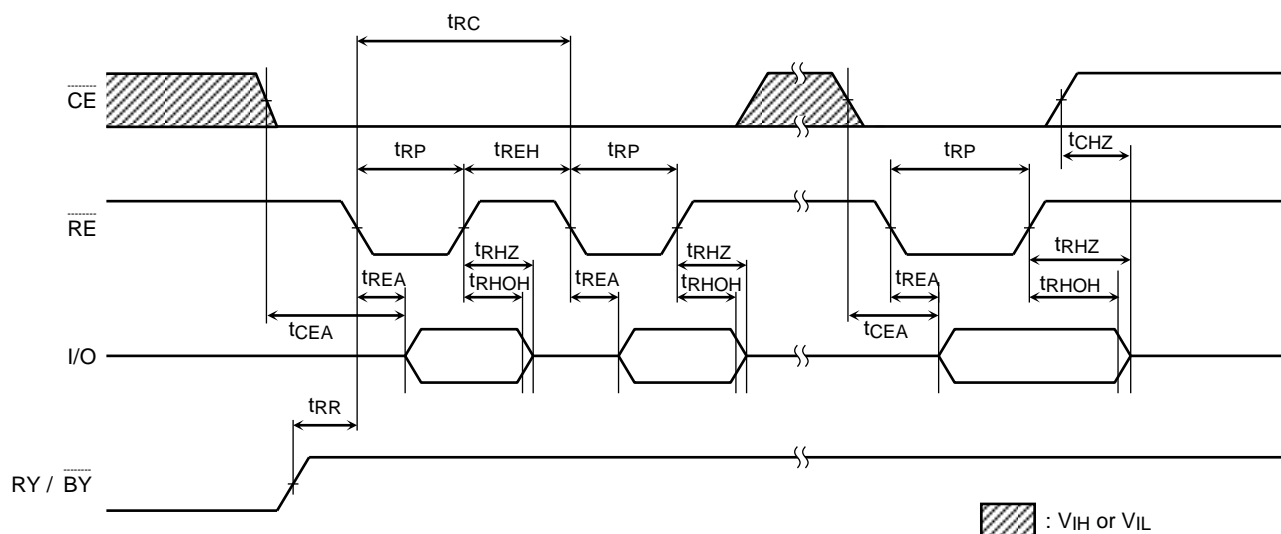 tRC
CE
tCHZ
tRP tREH tRP tRP
RE
tRHZ tRHZ
tREA tRHOH tREA tRHOH tREA tRHOH
tCEA tCEA
I/O
tRR
RY / BY
: VIH or VIL